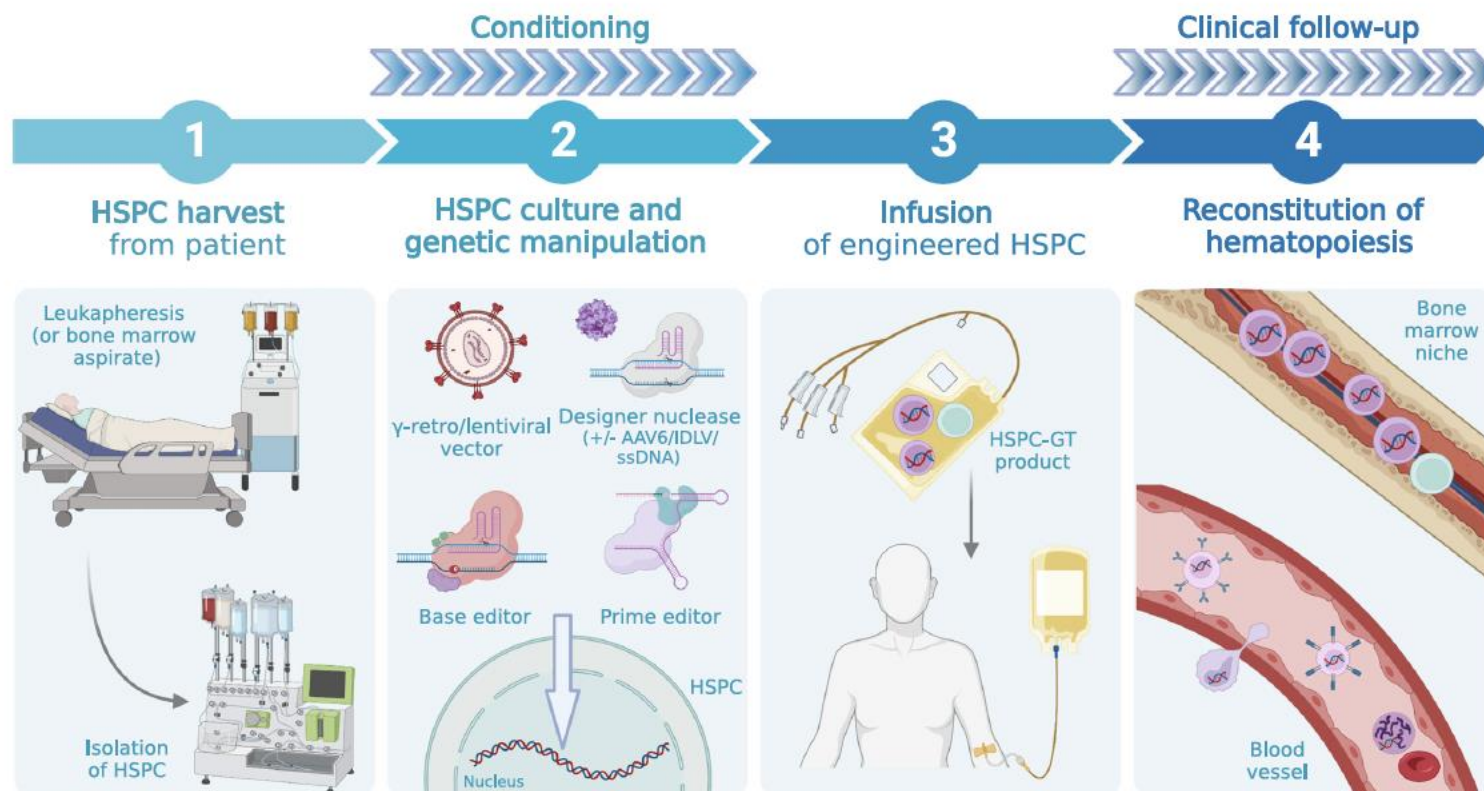 Conditioning
Clinical follow-up
1
2
3
4
HSPC harvest
from patient
HSPC culture and
genetic manipulation
Infusion
of engineered HSPC
Reconstitution of
hematopoiesis
Leukapheresis
(or bone marrow
aspirate)
Isolation
of HSPC
γ-retro/lentiviral
vector
Designer nuclease
(+/- AAV6/IDLV/
ssDNA)
Base editor
Prime editor
HSPC
Nucleus
HSPC-GT
product
Bone
marrow
niche
Blood
vessel